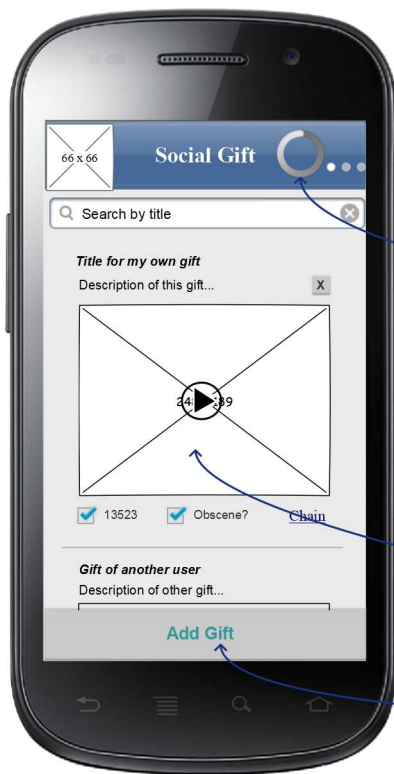 66 x 66
Social Gift
Search by title
Title for my own gift
Description of this gift...
X
13523
Obscene?
Chain
Gift of another user
Description of other gift...
Add Gift